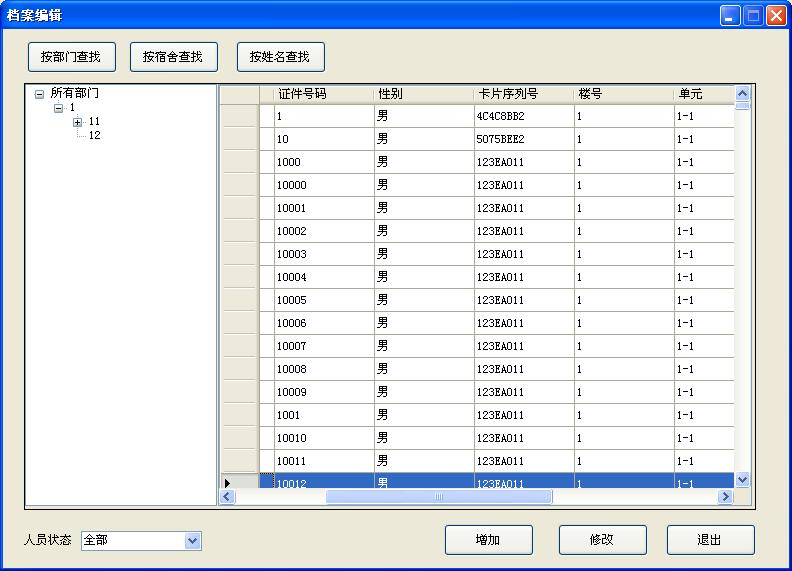 档案编辑
按部门查找 按宿舍查找 按姓名查找
所有部门
1
11
12
证件号码 性别 卡片序列号 楼号 单元
1 男 4C4C8BB2 1 1-1
10 男 5075BEE2 1 1-1
1000 男 123EA011 1 1-1
10000 男 123EA011 1 1-1
10001 男 123EA011 1 1-1
10002 男 123EA011 1 1-1
10003 男 123EA011 1 1-1
10004 男 123EA011 1 1-1
10005 男 123EA011 1 1-1
10006 男 123EA011 1 1-1
10007 男 123EA011 1 1-1
10008 男 123EA011 1 1-1
10009 男 123EA011 1 1-1
1001 男 123EA011 1 1-1
10010 男 123EA011 1 1-1
10011 男 123EA011 1 1-1
10012 男 123EA011 1 1-1
人员状态 全部 增加 修改 退出